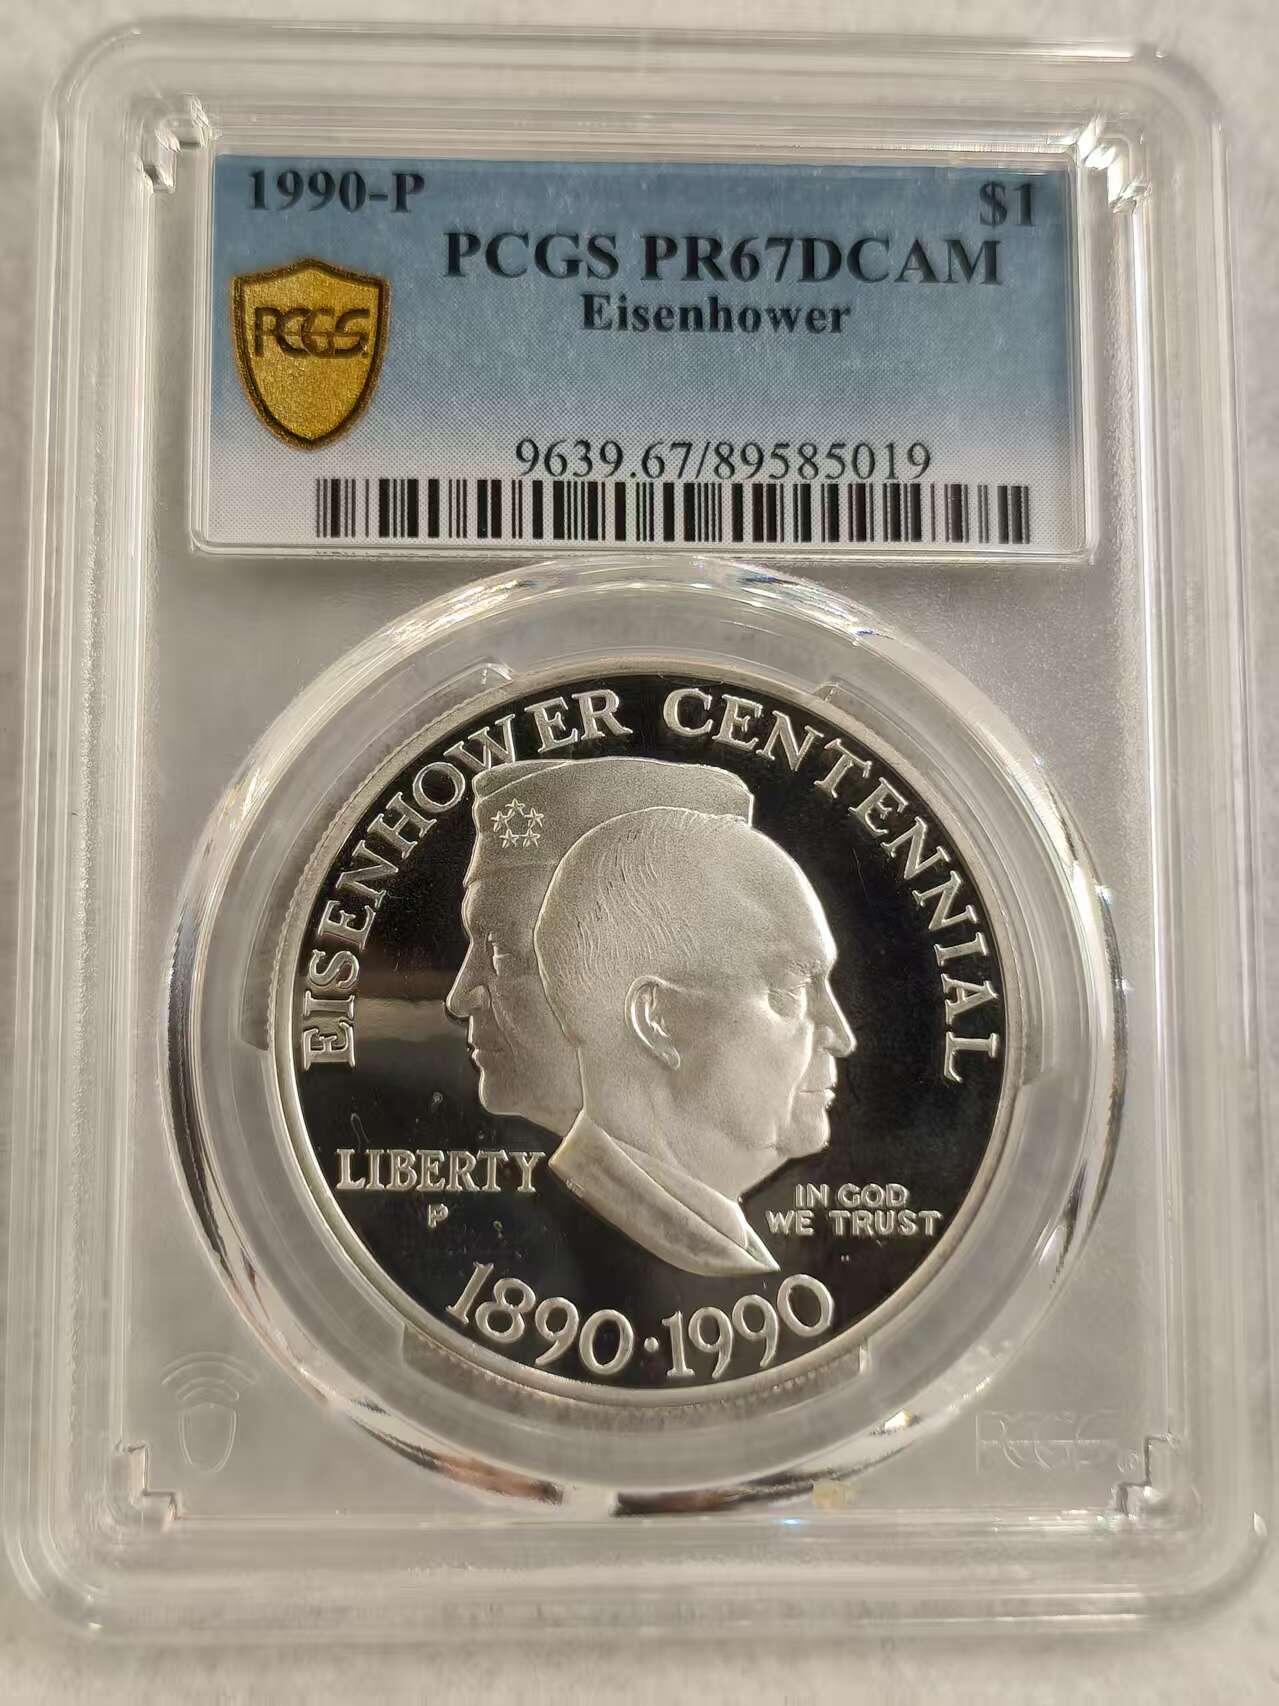 1990-P $1
PCGS PR67DCAM
Eisenhower
PCGS
9639.67/89585019
EISENHOWER CENTENNIAL
LIBERTY
P
IN GOD
WE TRUST
1890·1990
PCGS